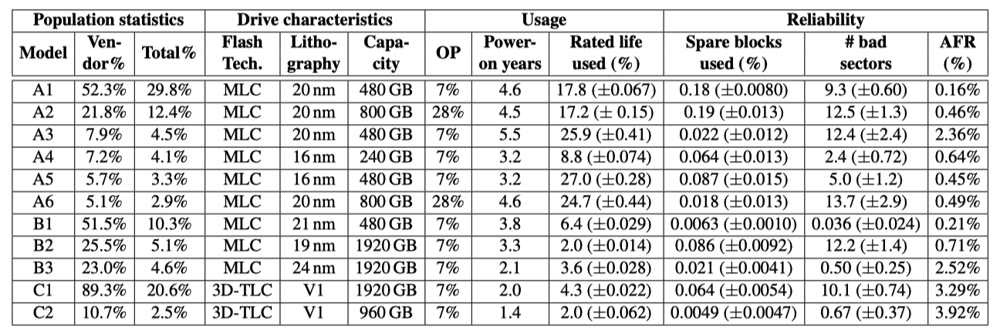 Population statistics Drive characteristics Usage Reliability
Model Ven-dor% Total% Flash Tech. Litho-graphy Capa-city OP Power-on years Rated life used (%) Spare blocks used (%) # bad sectors AFR (%)
A1 52.3% 29.8% MLC 20 nm 480 GB 7% 4.6 17.8 (±0.067) 0.18 (±0.0080) 9.3 (±0.60) 0.16%
A2 21.8% 12.4% MLC 20 nm 800 GB 28% 4.5 17.2 (± 0.15) 0.19 (±0.013) 12.5 (±1.3) 0.46%
A3 7.9% 4.5% MLC 20 nm 480 GB 7% 5.5 25.9 (±0.41) 0.022 (±0.012) 12.4 (±2.4) 2.36%
A4 7.2% 4.1% MLC 16 nm 240 GB 7% 3.2 8.8 (±0.074) 0.064 (±0.013) 2.4 (±0.72) 0.64%
A5 5.7% 3.3% MLC 16 nm 480 GB 7% 3.2 27.0 (±0.28) 0.087 (±0.015) 5.0 (±1.2) 0.45%
A6 5.1% 2.9% MLC 20 nm 800 GB 28% 4.6 24.7 (±0.44) 0.018 (±0.013) 13.7 (±2.9) 0.49%
B1 51.5% 10.3% MLC 21 nm 480 GB 7% 3.8 6.4 (±0.029) 0.0063 (±0.0010) 0.036 (±0.024) 0.21%
B2 25.5% 5.1% MLC 19 nm 1920 GB 7% 3.3 2.0 (±0.014) 0.086 (±0.0092) 12.2 (±1.4) 0.71%
B3 23.0% 4.6% MLC 24 nm 1920 GB 7% 2.1 3.6 (±0.028) 0.021 (±0.0041) 0.50 (±0.25) 2.52%
C1 89.3% 20.6% 3D-TLC V1 1920 GB 7% 2.0 4.3 (±0.022) 0.064 (±0.0054) 10.1 (±0.74) 3.29%
C2 10.7% 2.5% 3D-TLC V1 960 GB 7% 1.4 2.0 (±0.062) 0.0049 (±0.0047) 0.67 (±0.37) 3.92%